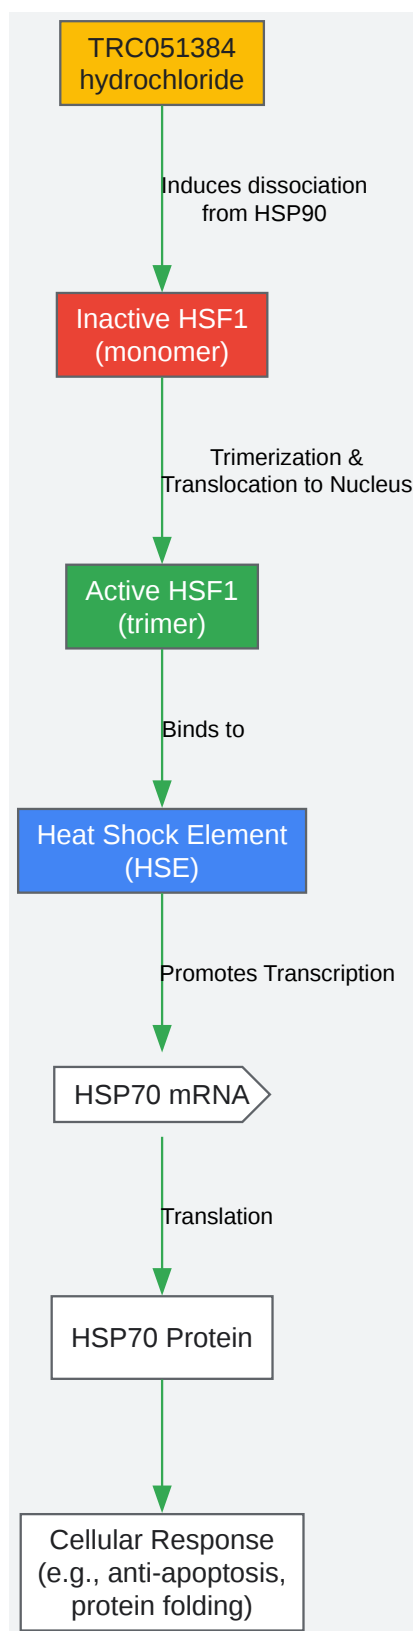 TRC051384
hydrochloride
Induces dissociation
from HSP90
Inactive HSF1
(monomer)
Trimerization &
Translocation to Nucleus
Active HSF1
(trimer)
Binds to
Heat Shock Element
(HSE)
Promotes Transcription
HSP70 mRNA
Translation
HSP70 Protein
Cellular Response
(e.g., anti-apoptosis,
protein folding)